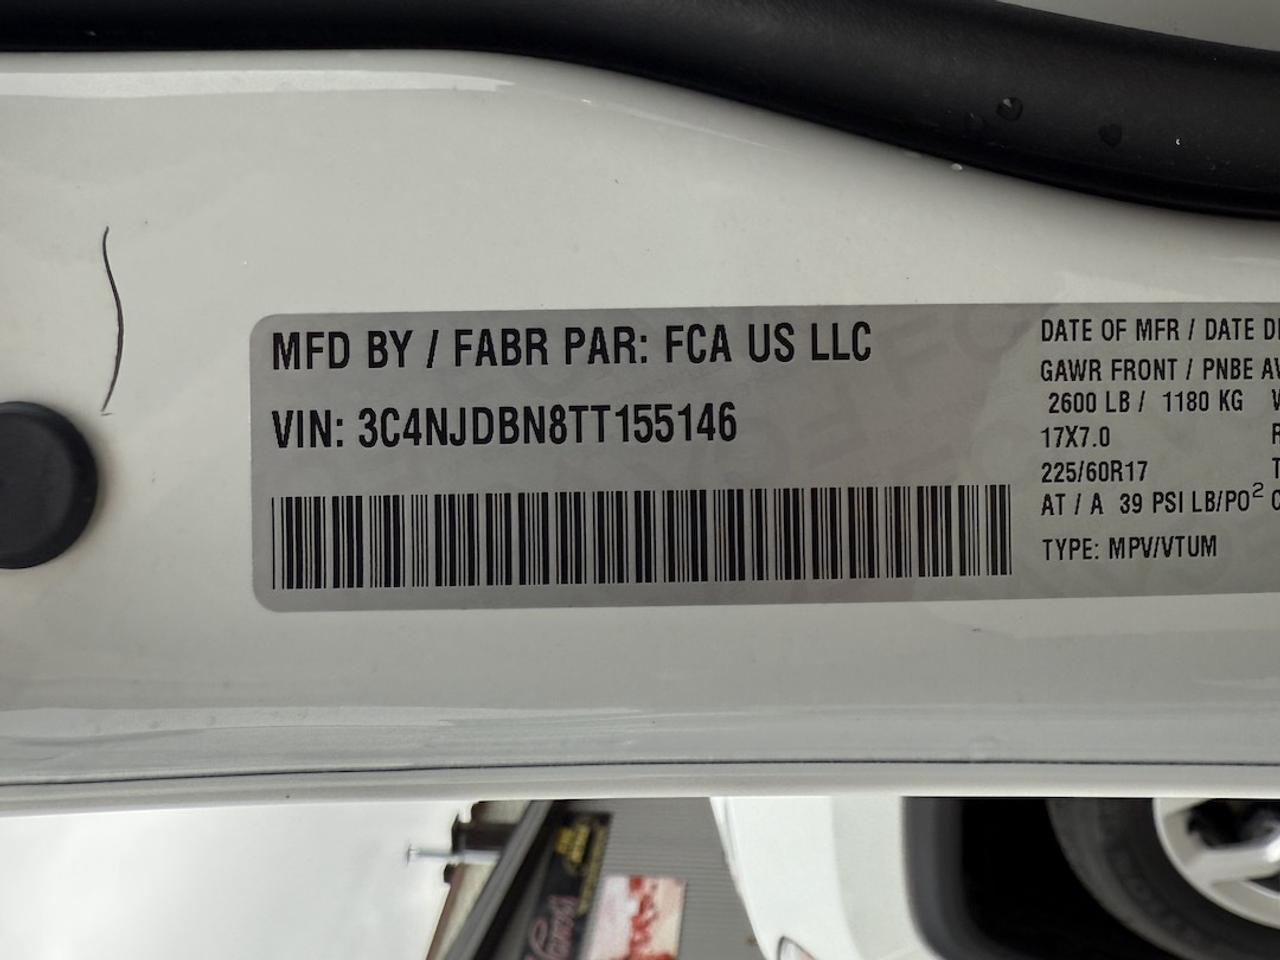 MFD BY / FABR PAR: FCA US LLC
VIN: 3C4NJDBN8TT155146
DATE OF MFR / DATE
GAWR FRONT / PNBE
2600 LB / 1180 KG
17X7.0
225/60R17
AT / A 39 PSI LB/PO²
TYPE: MPV/VTUM